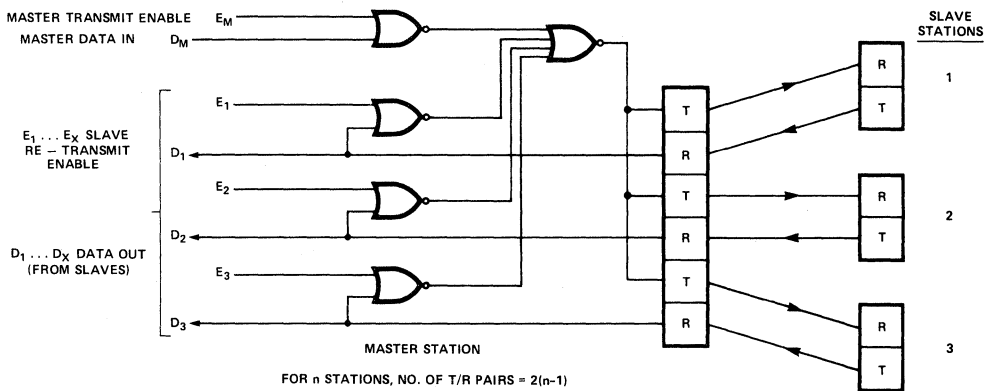 MASTER TRANSMIT ENABLE E_M
MASTER DATA IN D_M
SLAVE
STATIONS
R
1
T
T
E_1
E_1 ... E_X SLAVE
RE – TRANSMIT
ENABLE
D_1
R
E_2
T
R
2
D_2
R
T
D_1 ... D_X DATA OUT
(FROM SLAVES)
E_3
T
D_3
R
R
3
T
MASTER STATION
FOR n STATIONS, NO. OF T/R PAIRS = 2(n–1)